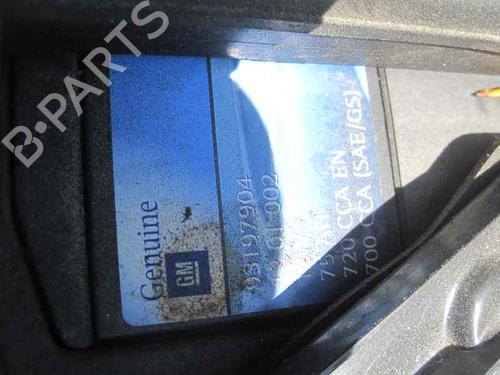 Genuine
GM
93197904
720 CCA EN
700 CCA (SAE/GS)
B-PARTS